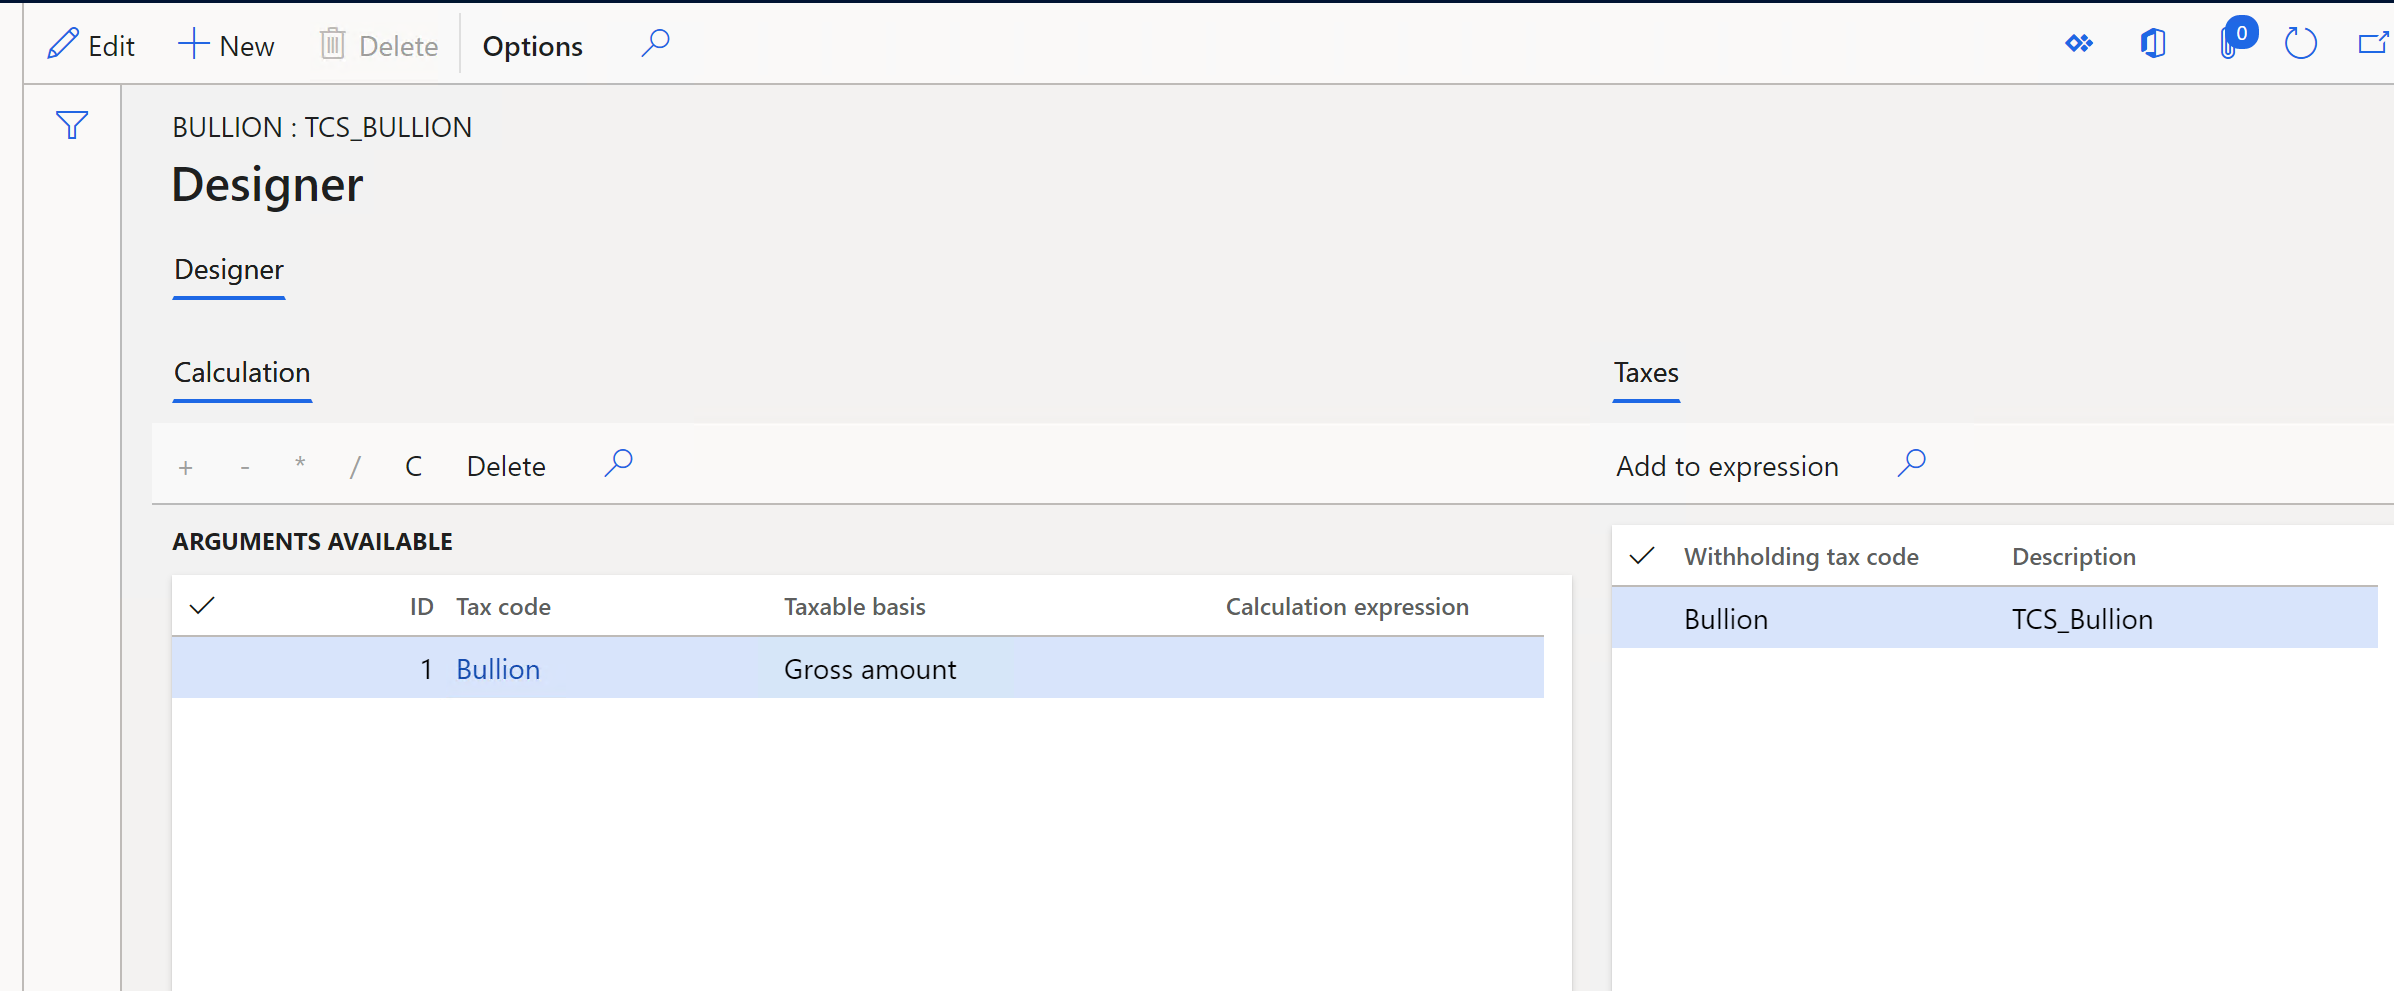 Edit New Delete Options 0
BULLION : TCS_BULLION
Designer
Designer
Calculation Taxes
+ - * / C Delete Add to expression
ARGUMENTS AVAILABLE
Withholding tax code Description
ID Tax code Taxable basis Calculation expression
Bullion TCS_Bullion
1 Bullion Gross amount